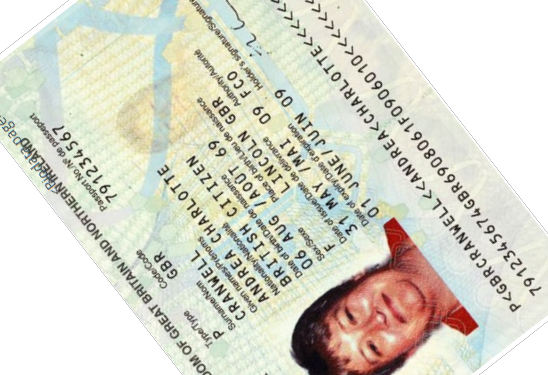 DOM OF GREAT BRITAIN AND NORTHERN IRELAND
Type/Type
P
Code/Code
GBR
Passport No./No de passeport
791234567
Surname/Nom
CRANWELL
Given names/Prénoms
ANDREA CHARLOTTE
Nationality/Nationalité
BRITISH CITIZEN
Date of birth/Date de naissance
06 AUG /AOUT 69
Sex/Sexe
F
Place of birth/Lieu de naissance
LINCOLN GBR
Date of issue/Date de délivrance
31 MAY /MAI 09
Authority/Autorité
FCO
Date of expiry/Date d'expiration
01 JUNE /JUIN 09
Holder's signature/Signature
P<GBRCRANWELL<<ANDREA<CHARLOTTE<<<<<<
7912345674GBR6908061F0906010<<<<<<